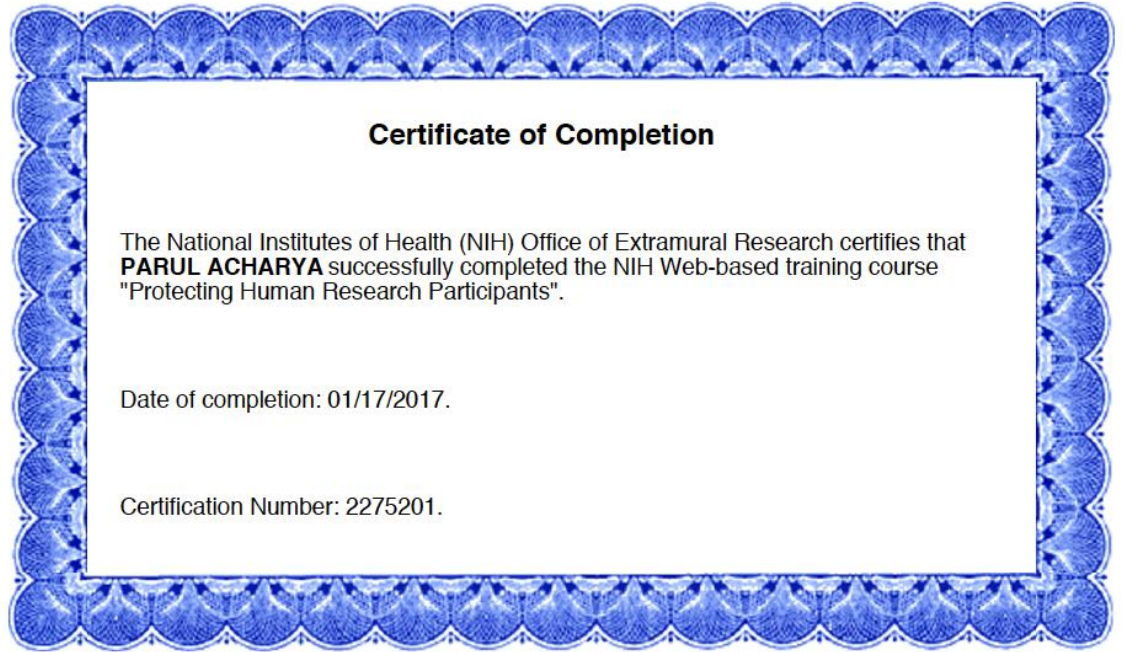 Certificate of Completion
The National Institutes of Health (NIH) Office of Extramural Research certifies that
PARUL ACHARYA successfully completed the NIH Web-based training course
"Protecting Human Research Participants".
Date of completion: 01/17/2017.
Certification Number: 2275201.